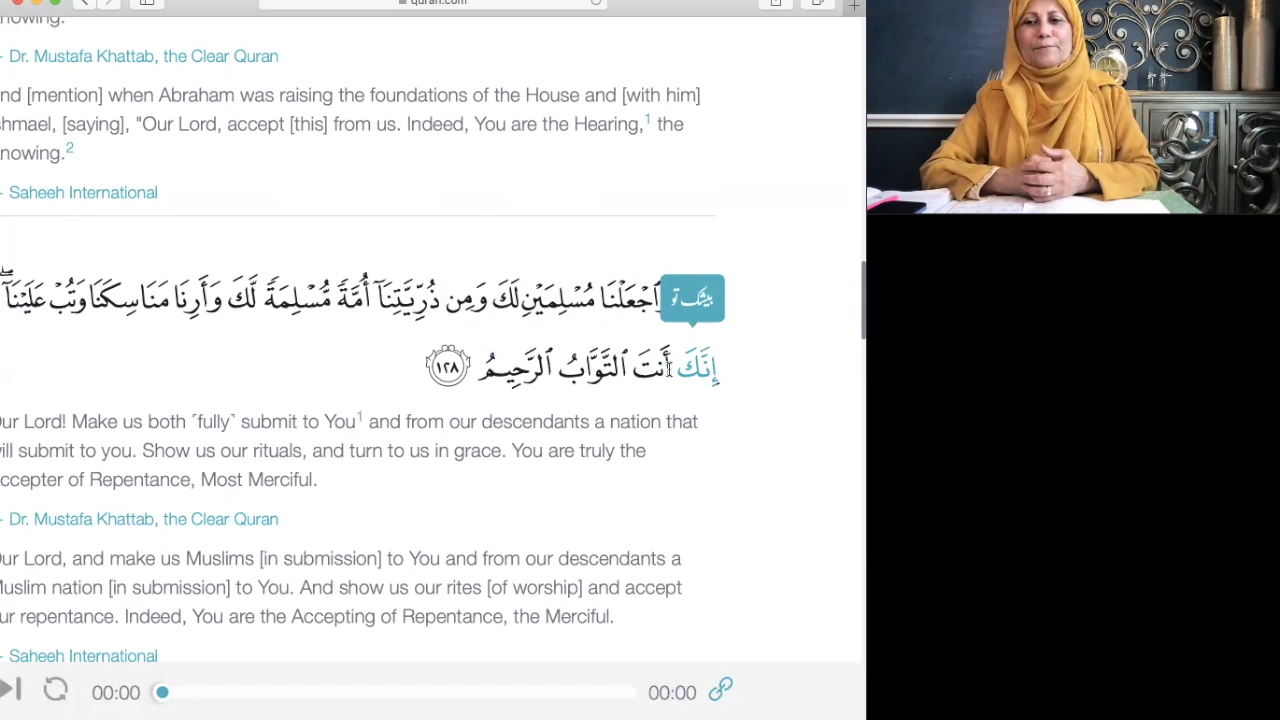 quran.com
nowing.
- Dr. Mustafa Khattab, the Clear Quran
nd [mention] when Abraham was raising the foundations of the House and [with him]
shmael, [saying], "Our Lord, accept [this] from us. Indeed, You are the Hearing,1 the
nowing.2
- Saheeh International
بیشک تو
ٱجْعَلْنَا مُسْلِمَيْنِ لَكَ وَمِن ذُرِّيَّتِنَآ أُمَّةً مُّسْلِمَةً لَّكَ وَأَرِنَا مَنَاسِكَنَا وَتُبْ عَلَيْنَآ ۖ
إِنَّكَ أَنتَ ٱلتَّوَّابُ ٱلرَّحِيمُ ١٢٨
Our Lord! Make us both ˹fully˺ submit to You1 and from our descendants a nation that
will submit to you. Show us our rituals, and turn to us in grace. You are truly the
ccepter of Repentance, Most Merciful.
- Dr. Mustafa Khattab, the Clear Quran
Our Lord, and make us Muslims [in submission] to You and from our descendants a
Muslim nation [in submission] to You. And show us our rites [of worship] and accept
ur repentance. Indeed, You are the Accepting of Repentance, the Merciful.
- Saheeh International
00:00 00:00